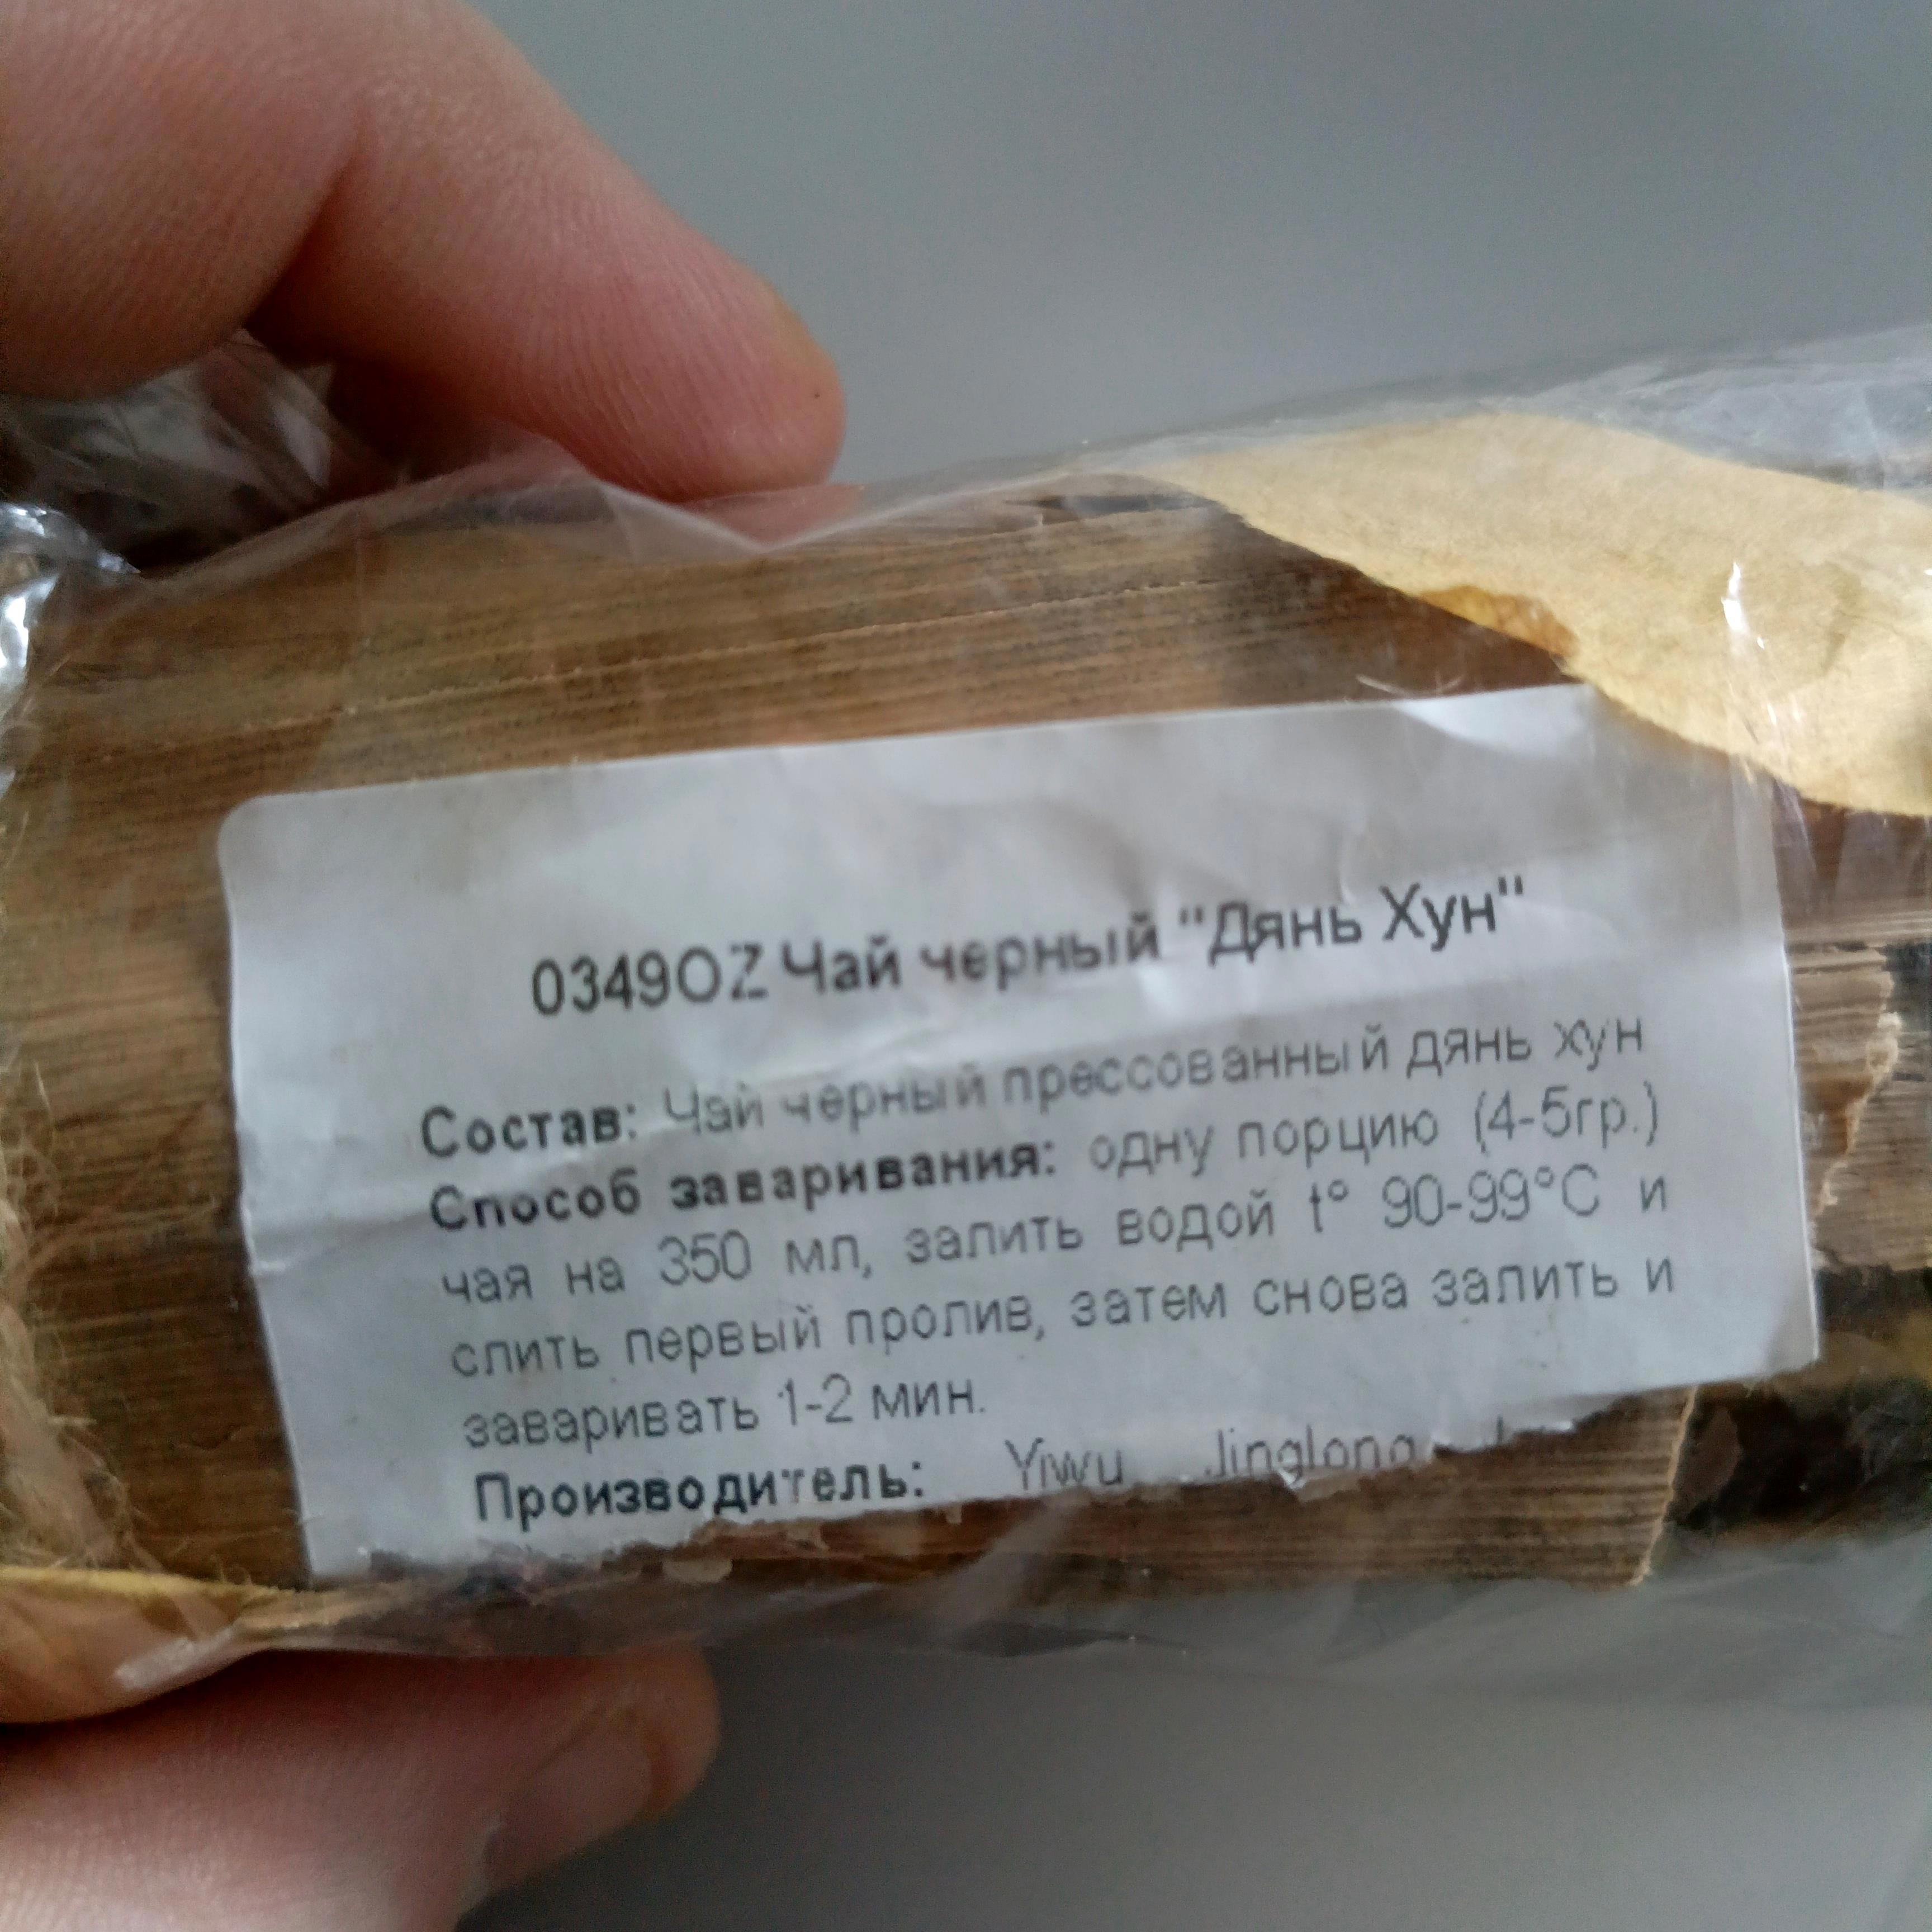 0349OZ Чай черный "Дянь Хун"
Состав: Чай черный прессованный дянь хун
Способ заваривания: одну порцию (4-5гр.)
чая на 350 мл, залить водой t° 90-99°C и
слить первый пролив, затем снова залить и
заваривать 1-2 мин.
Производитель: Yiwu Jinglong